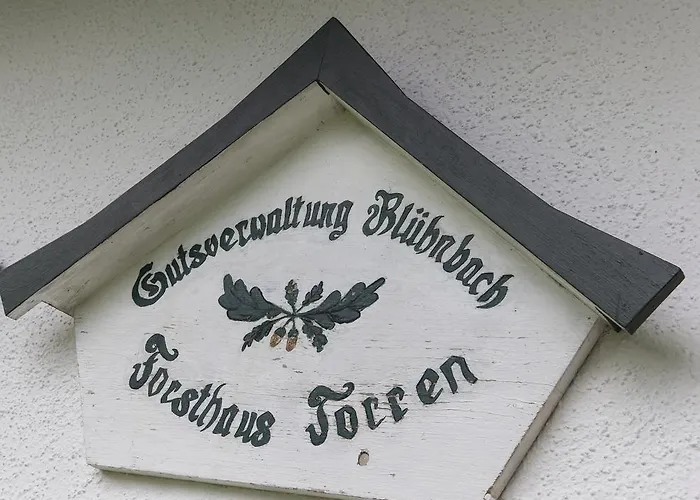 Gutsverwaltung Blühnbach
Forsthaus Torren